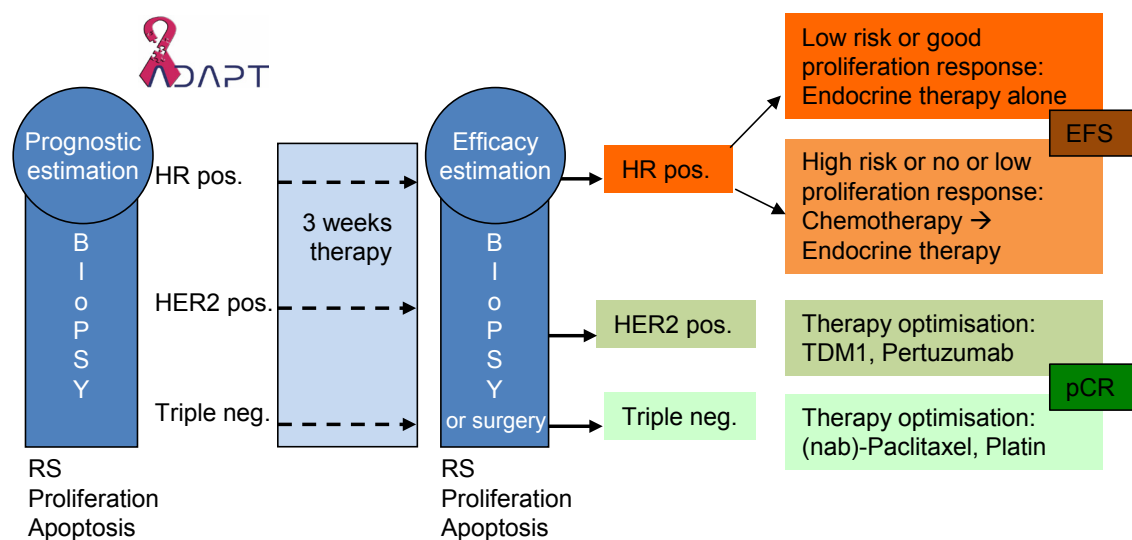 ADAPT
Prognostic
estimation
B
I
o
P
S
Y
RS
Proliferation
Apoptosis
HR pos.
HER2 pos.
Triple neg.
3 weeks
therapy
Efficacy
estimation
B
I
o
P
S
Y
or surgery
RS
Proliferation
Apoptosis
HR pos.
HER2 pos.
Triple neg.
Low risk or good
proliferation response:
Endocrine therapy alone
EFS
High risk or no or low
proliferation response:
Chemotherapy →
Endocrine therapy
Therapy optimisation:
TDM1, Pertuzumab
pCR
Therapy optimisation:
(nab)-Paclitaxel, Platin